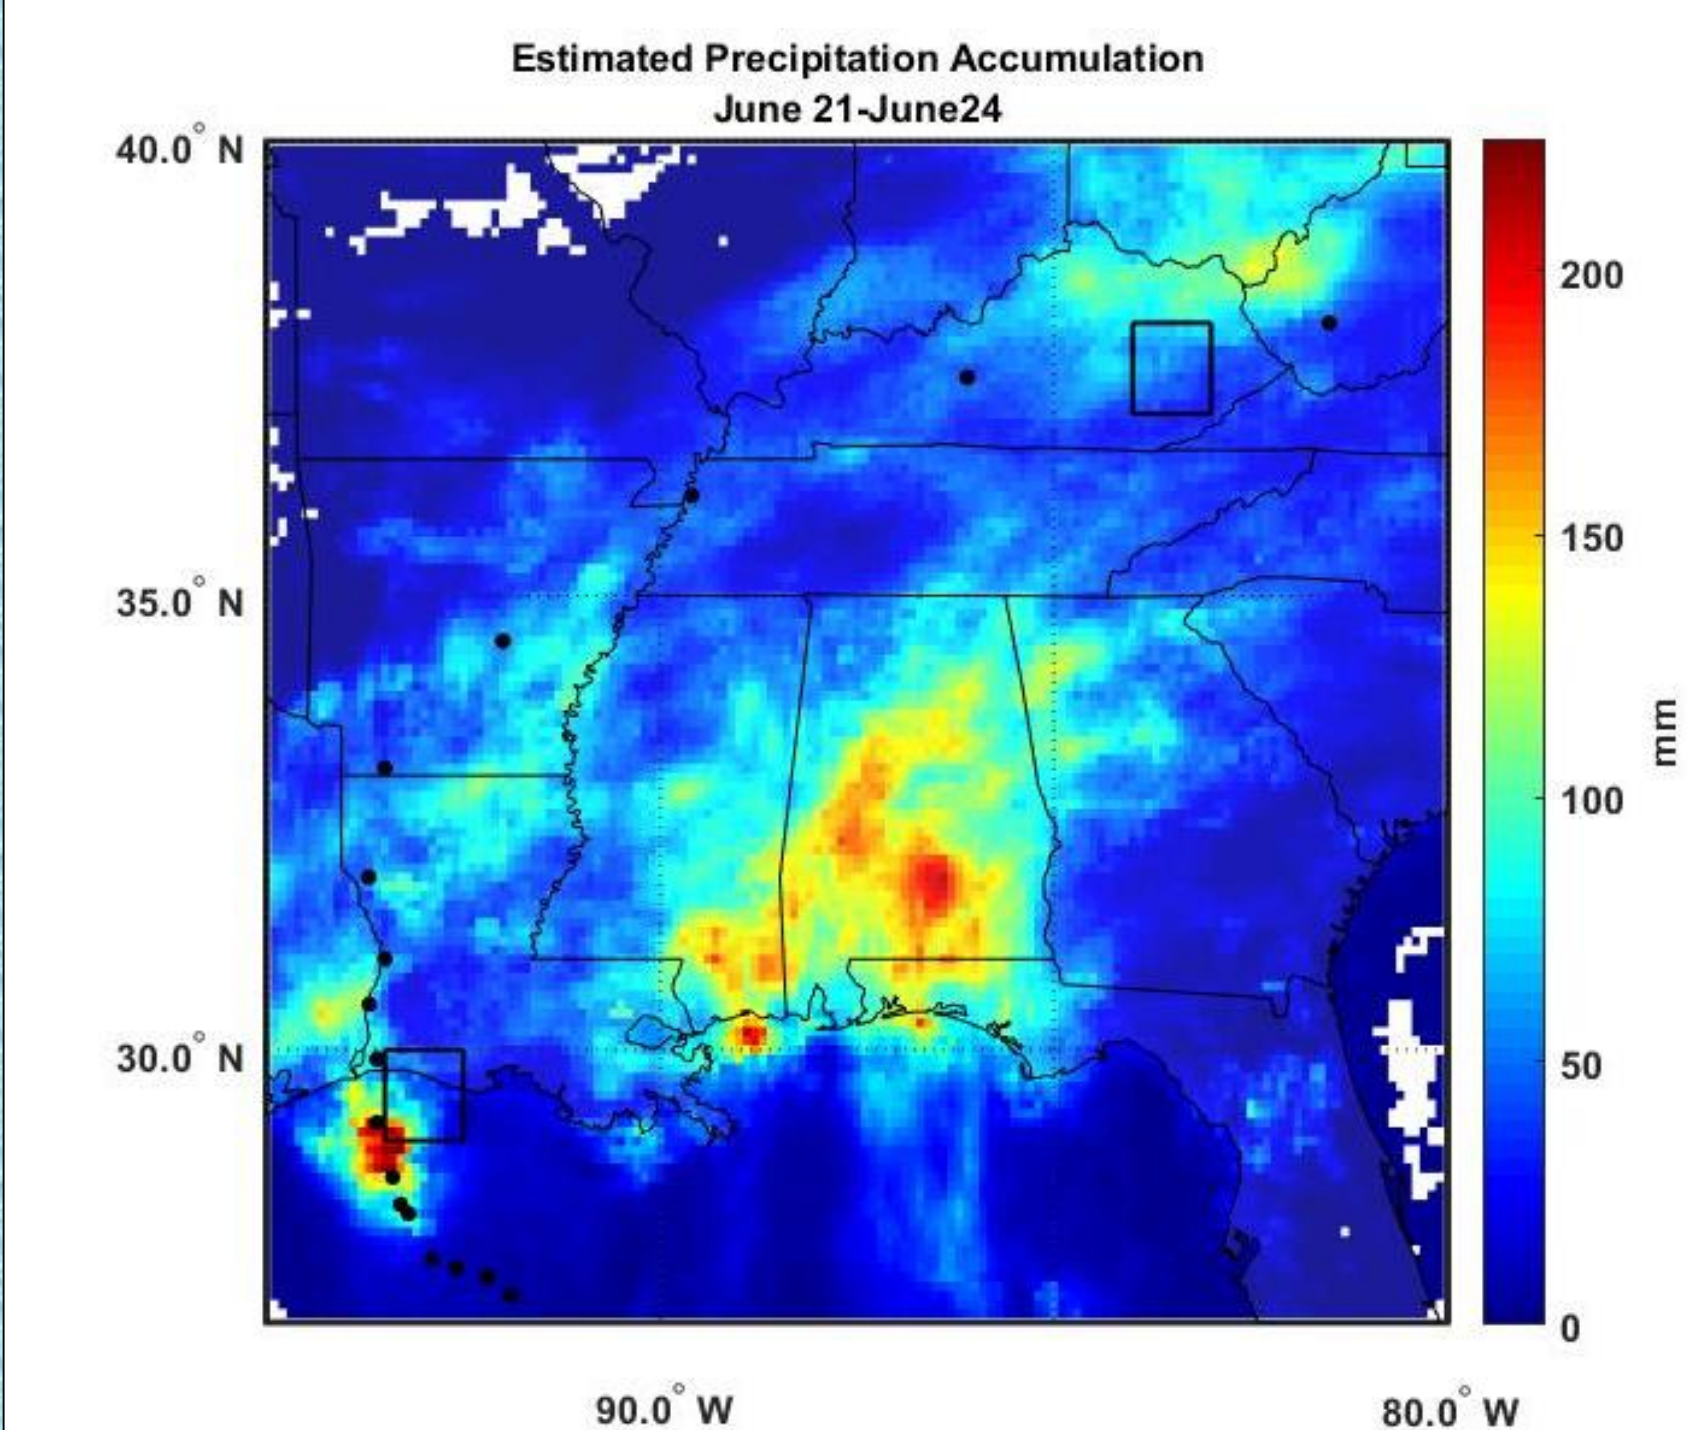 Estimated Precipitation Accumulation
June 21-June24
40.0° N
35.0° N
30.0° N
90.0° W
80.0° W
200
150
100
50
0
mm